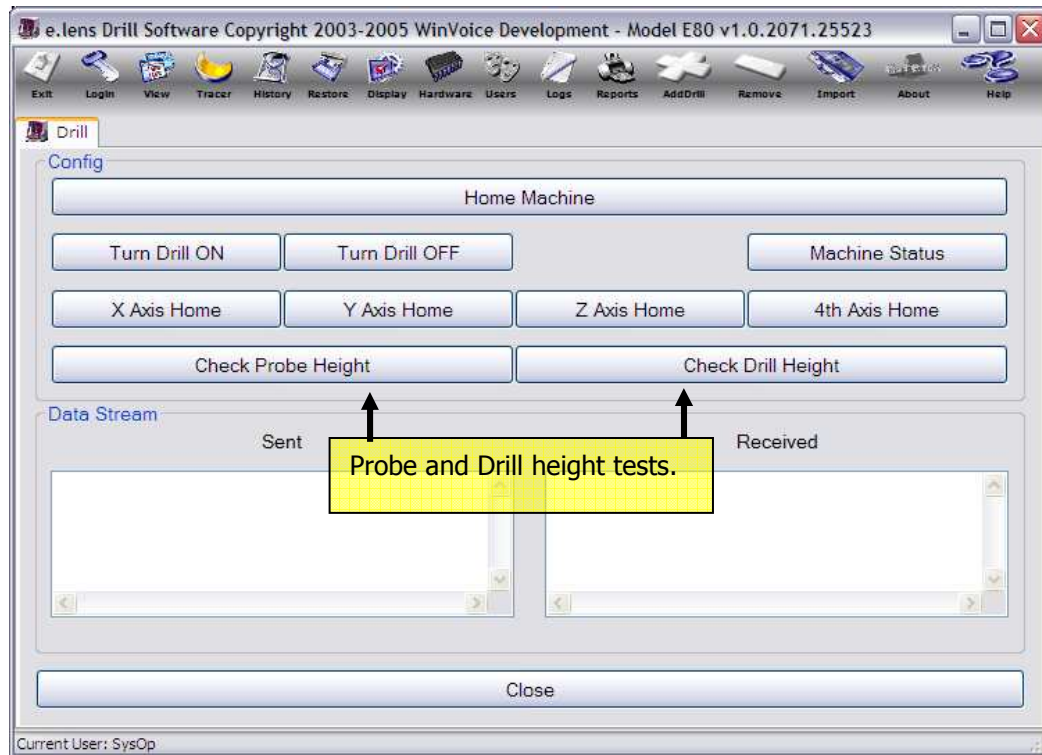 e.lens Drill Software Copyright 2003-2005 WinVoice Development - Model E80 v1.0.2071.25523
Exit Login View Tracer History Restore Display Hardware Users Logs Reports AddDrill Remove Import About Help
Drill
Config
Home Machine
Turn Drill ON Turn Drill OFF Machine Status
X Axis Home Y Axis Home Z Axis Home 4th Axis Home
Check Probe Height Check Drill Height
Data Stream
Sent Received
Probe and Drill height tests.
Close
Current User: SysOp